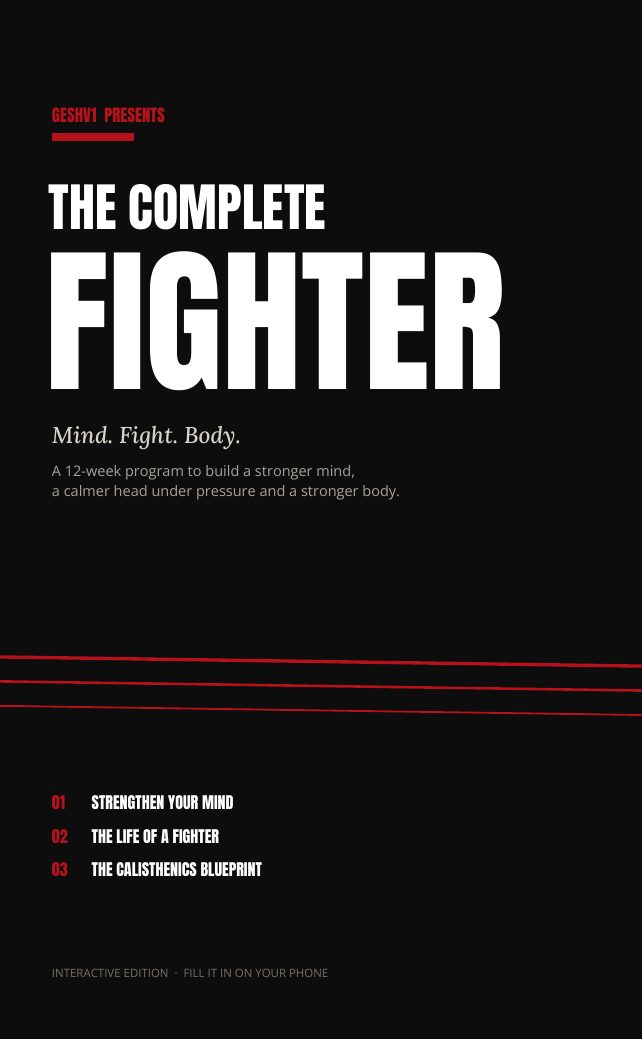 GESHV1 PRESENTS
THE COMPLETE
FIGHTER
Mind. Fight. Body.
A 12-week program to build a stronger mind,
a calmer head under pressure and a stronger body.
01 STRENGTHEN YOUR MIND
02 THE LIFE OF A FIGHTER
03 THE CALISTHENICS BLUEPRINT
INTERACTIVE EDITION · FILL IT IN ON YOUR PHONE